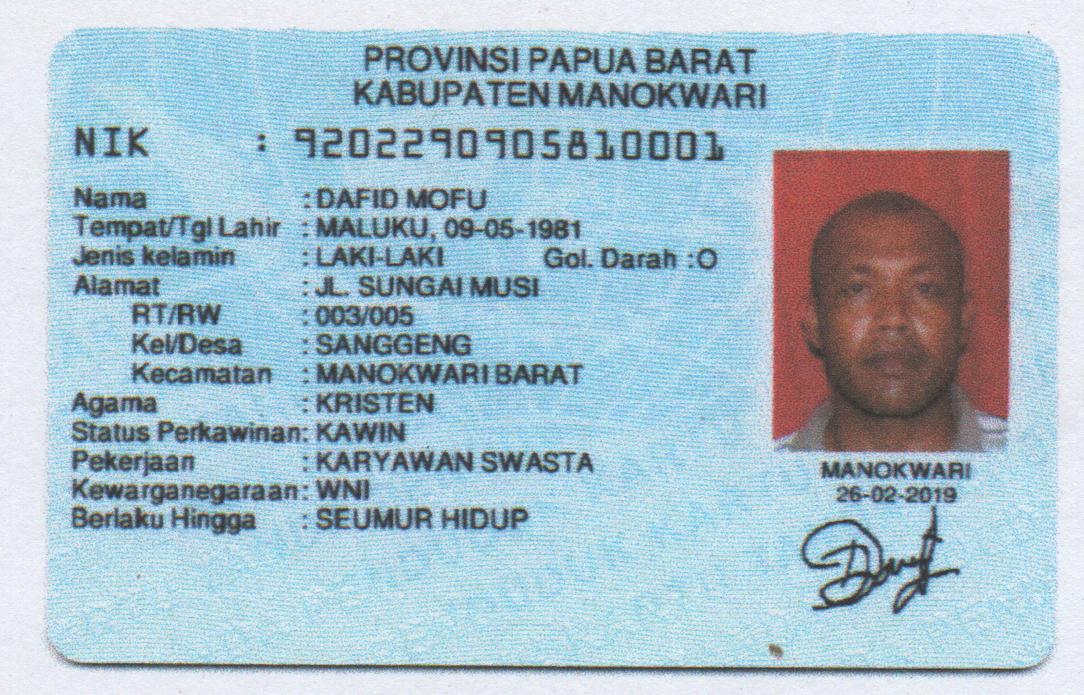 PROVINSI PAPUA BARAT
KABUPATEN MANOKWARI
NIK : 9202290905810001
Nama : DAFID MOFU
Tempat/Tgl Lahir : MALUKU, 09-05-1981
Jenis kelamin : LAKI-LAKI Gol. Darah :O
Alamat : JL. SUNGAI MUSI
RT/RW : 003/005
Kel/Desa : SANGGENG
Kecamatan : MANOKWARI BARAT
Agama : KRISTEN
Status Perkawinan: KAWIN
Pekerjaan : KARYAWAN SWASTA
Kewarganegaraan: WNI
Berlaku Hingga : SEUMUR HIDUP
MANOKWARI
26-02-2019